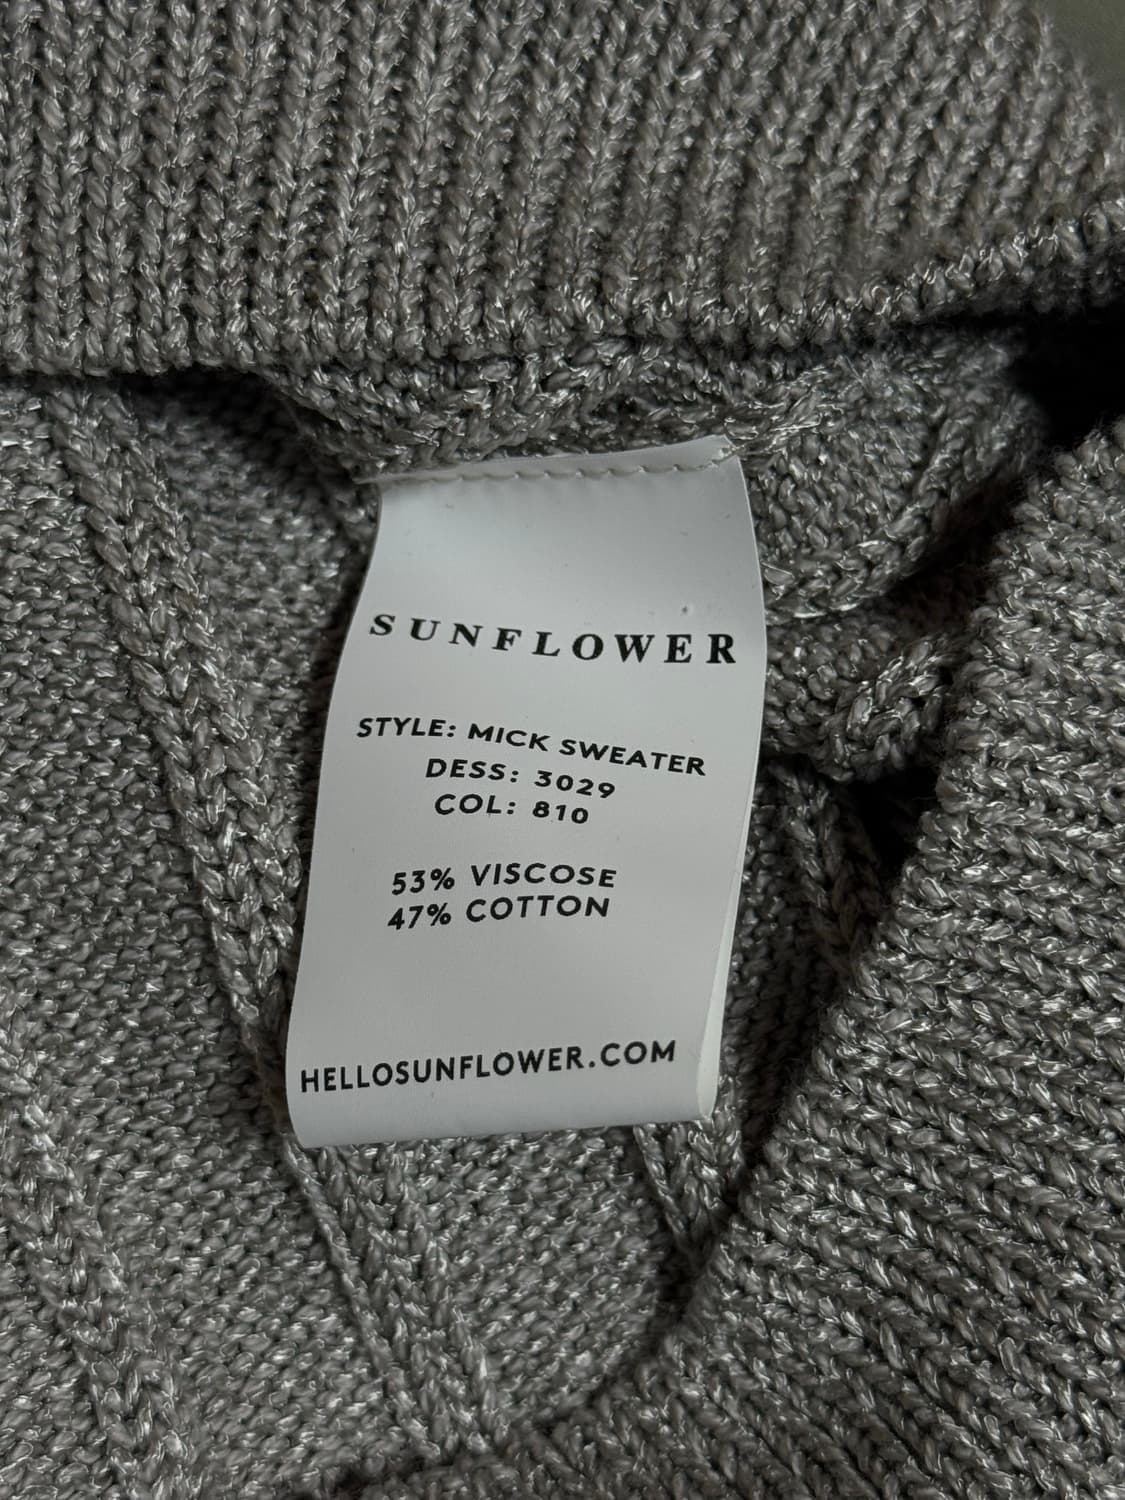 SUNFLOWER
STYLE: MICK SWEATER
DESS: 3029
COL: 810
53% VISCOSE
47% COTTON
HELLOSUNFLOWER.COM